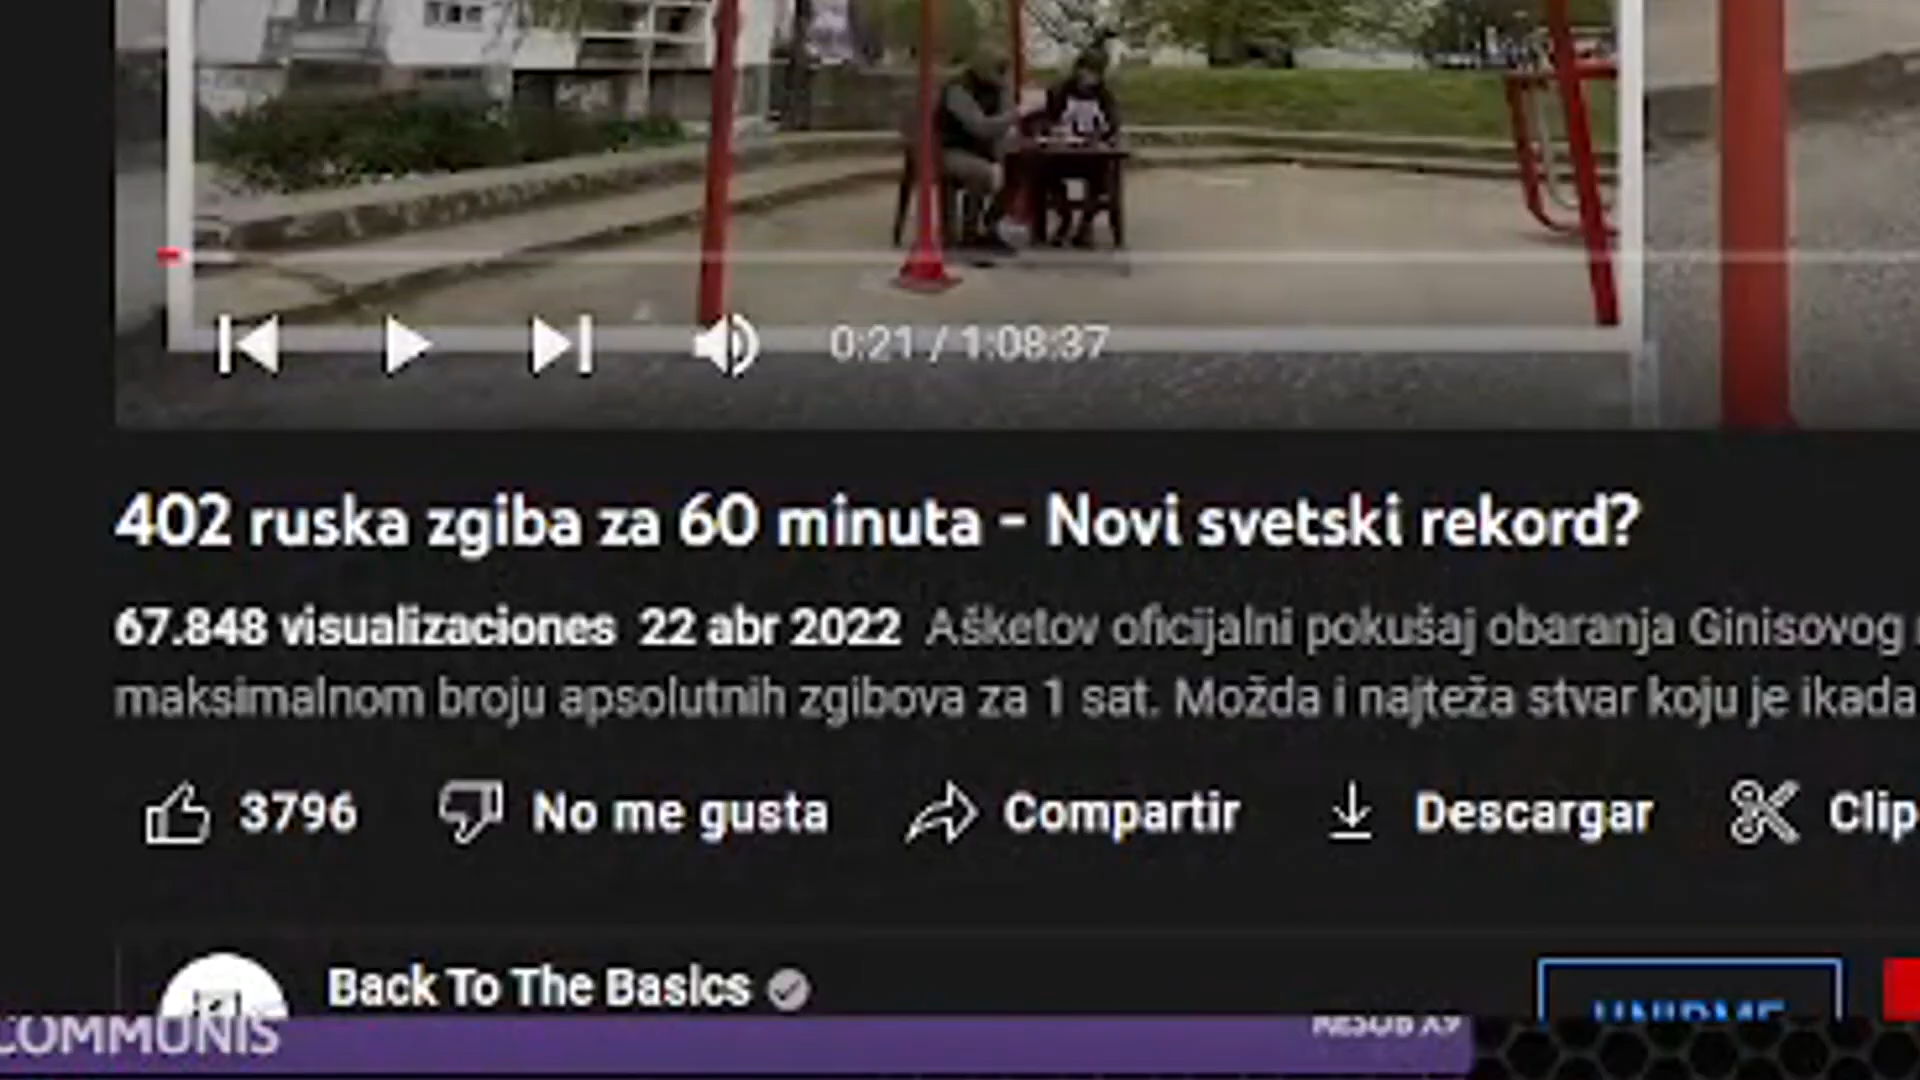 0:21 / 1:08:37
402 ruska zgiba za 60 minuta - Novi svetski rekord?
67.848 visualizaciones 22 abr 2022 Ašketov oficijalni pokušaj obaranja Ginisovog
maksimalnom broju apsolutnih zgibova za 1 sat. Možda i najteža stvar koju je ikada
3796 No me gusta Compartir Descargar Clip
Back To The Basics
UNIRME
COMMUNIS